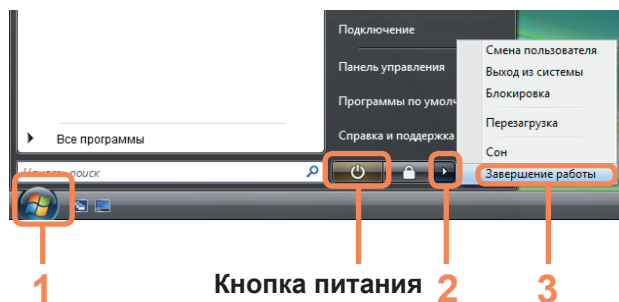 Подключение
Панель управления
Программы по умолч
Справка и поддержка
Смена пользователя
Выход из системы
Блокировка
Перезагрузка
Сон
Завершение работы
Все программы
Начать поиск
1
Кнопка питания
2
3